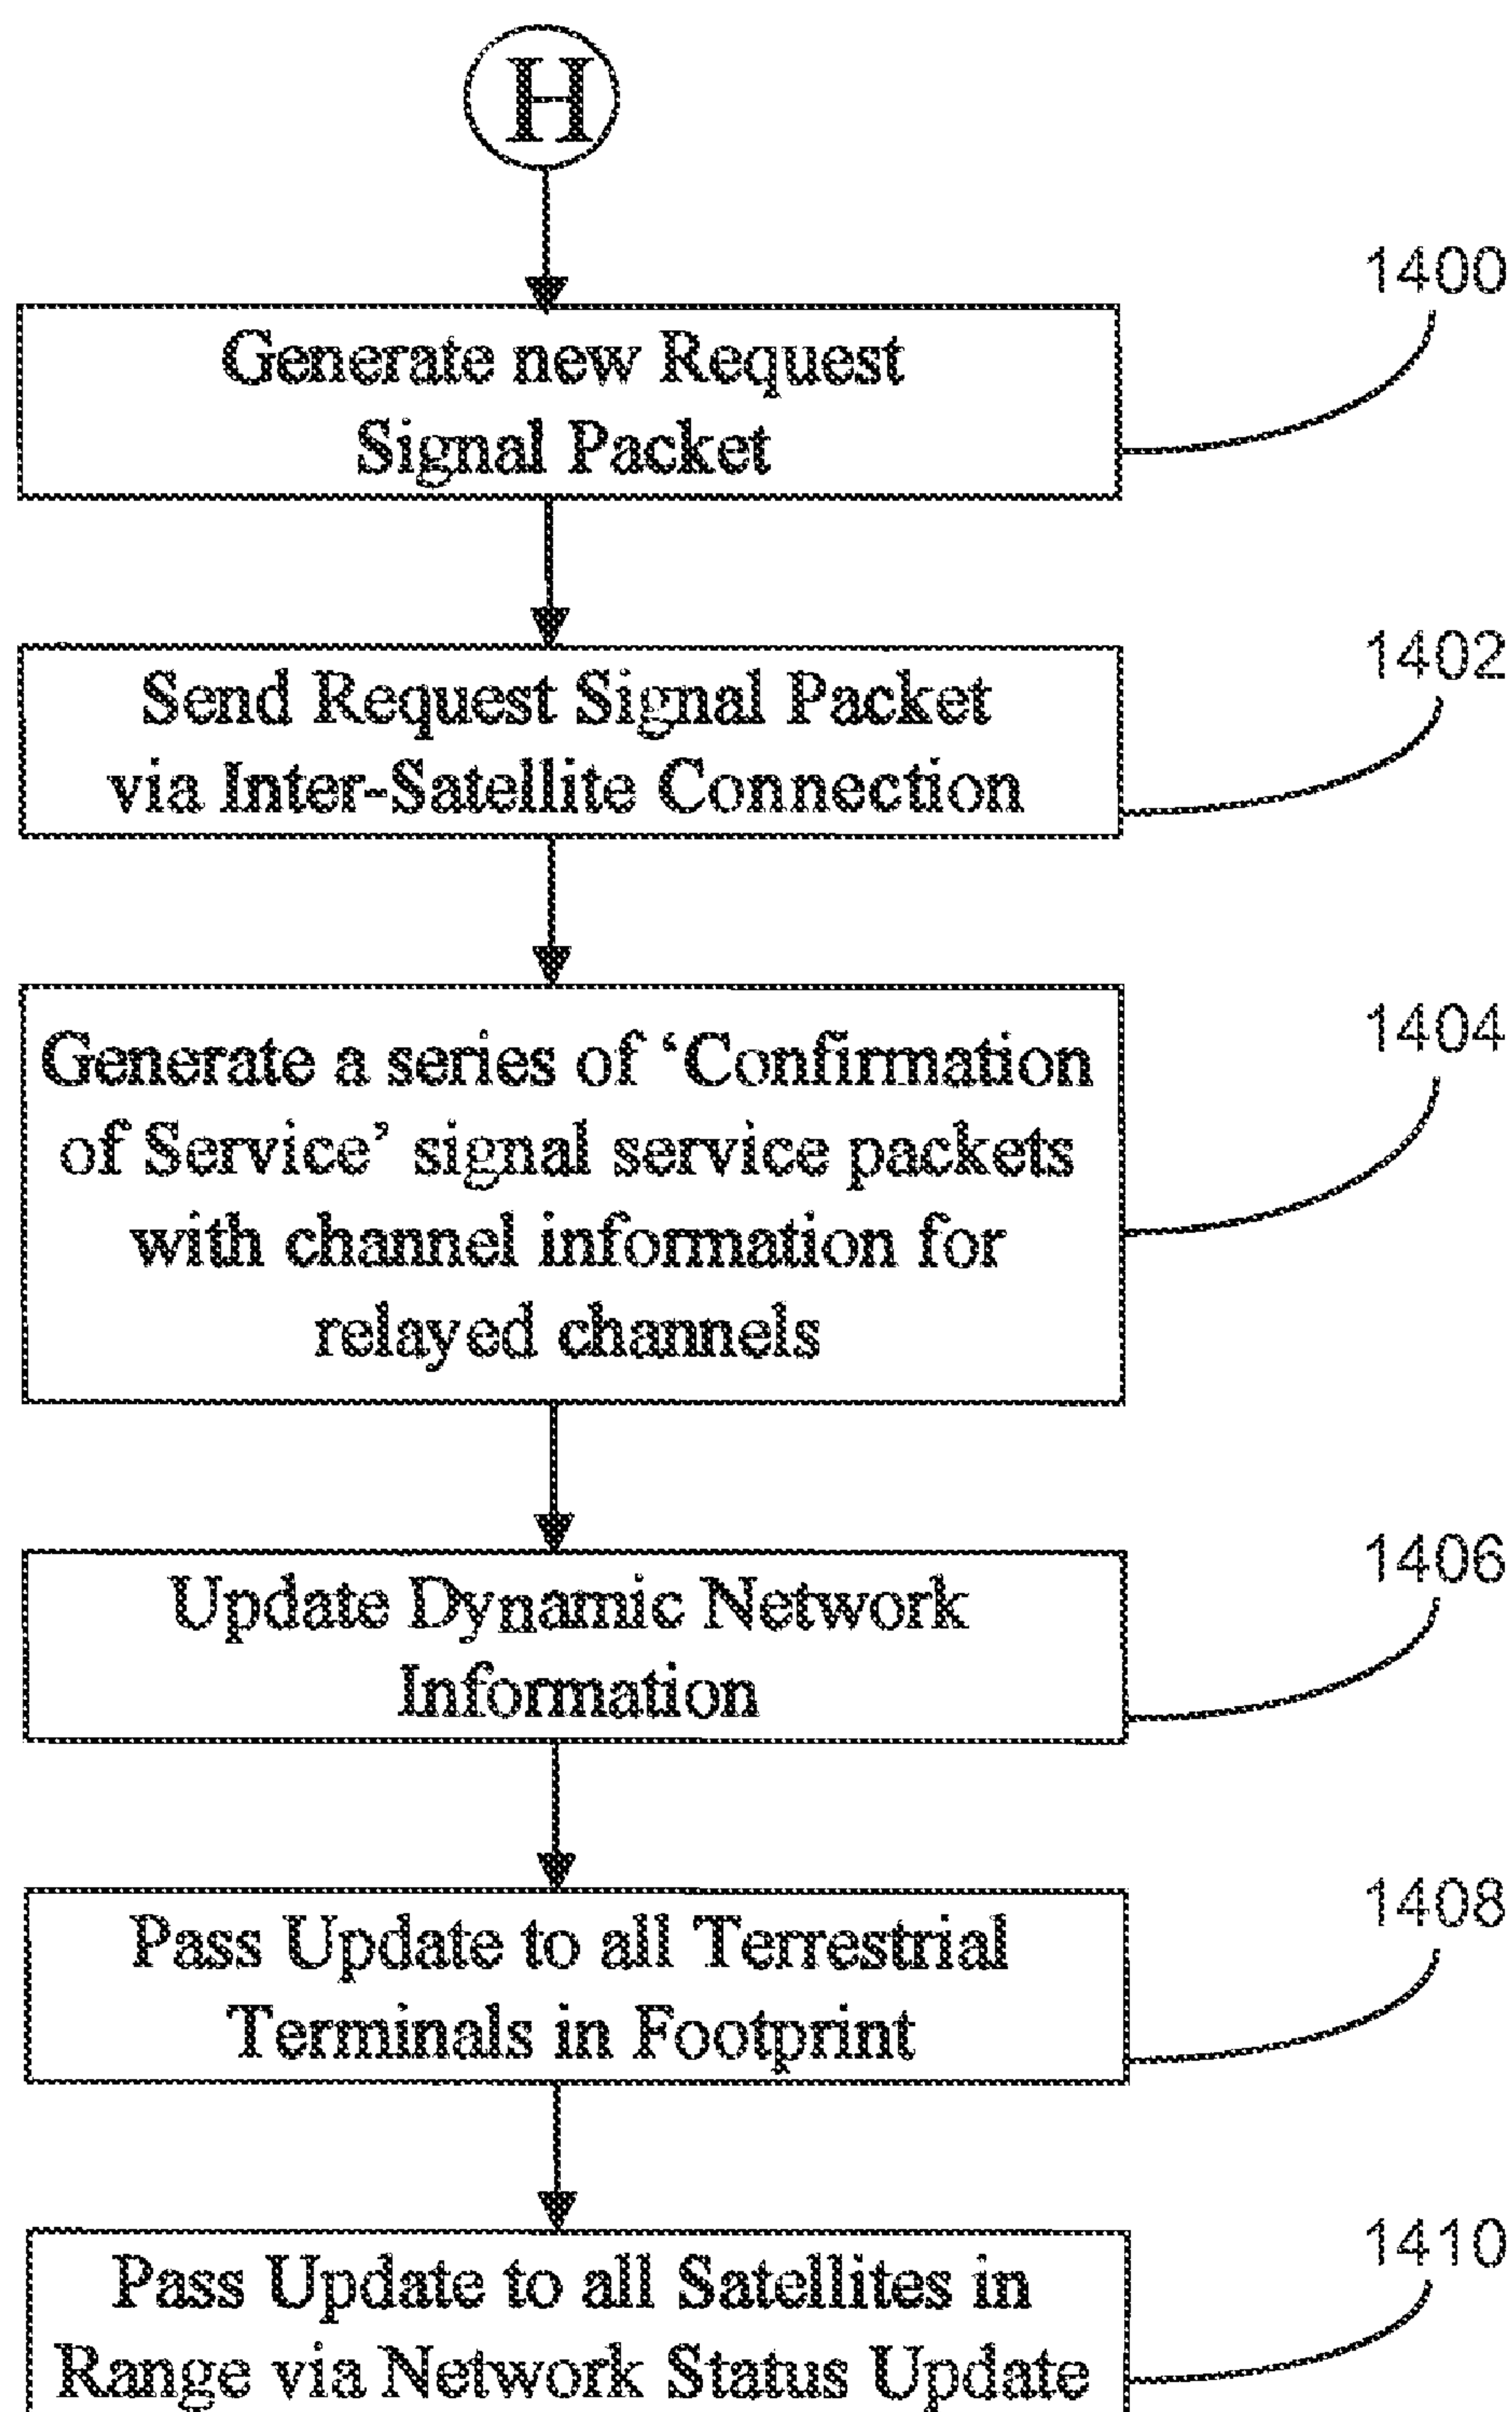 H
1400
Generate new Request
Signal Packet
1402
Send Request Signal Packet
via Inter-Satellite Connection
1404
Generate a series of ‘Confirmation
of Service’ signal service packets
with channel information for
relayed channels
1406
Update Dynamic Network
Information
1408
Pass Update to all Terrestrial
Terminals in Footprint
1410
Pass Update to all Satellites in
Range via Network Status Update